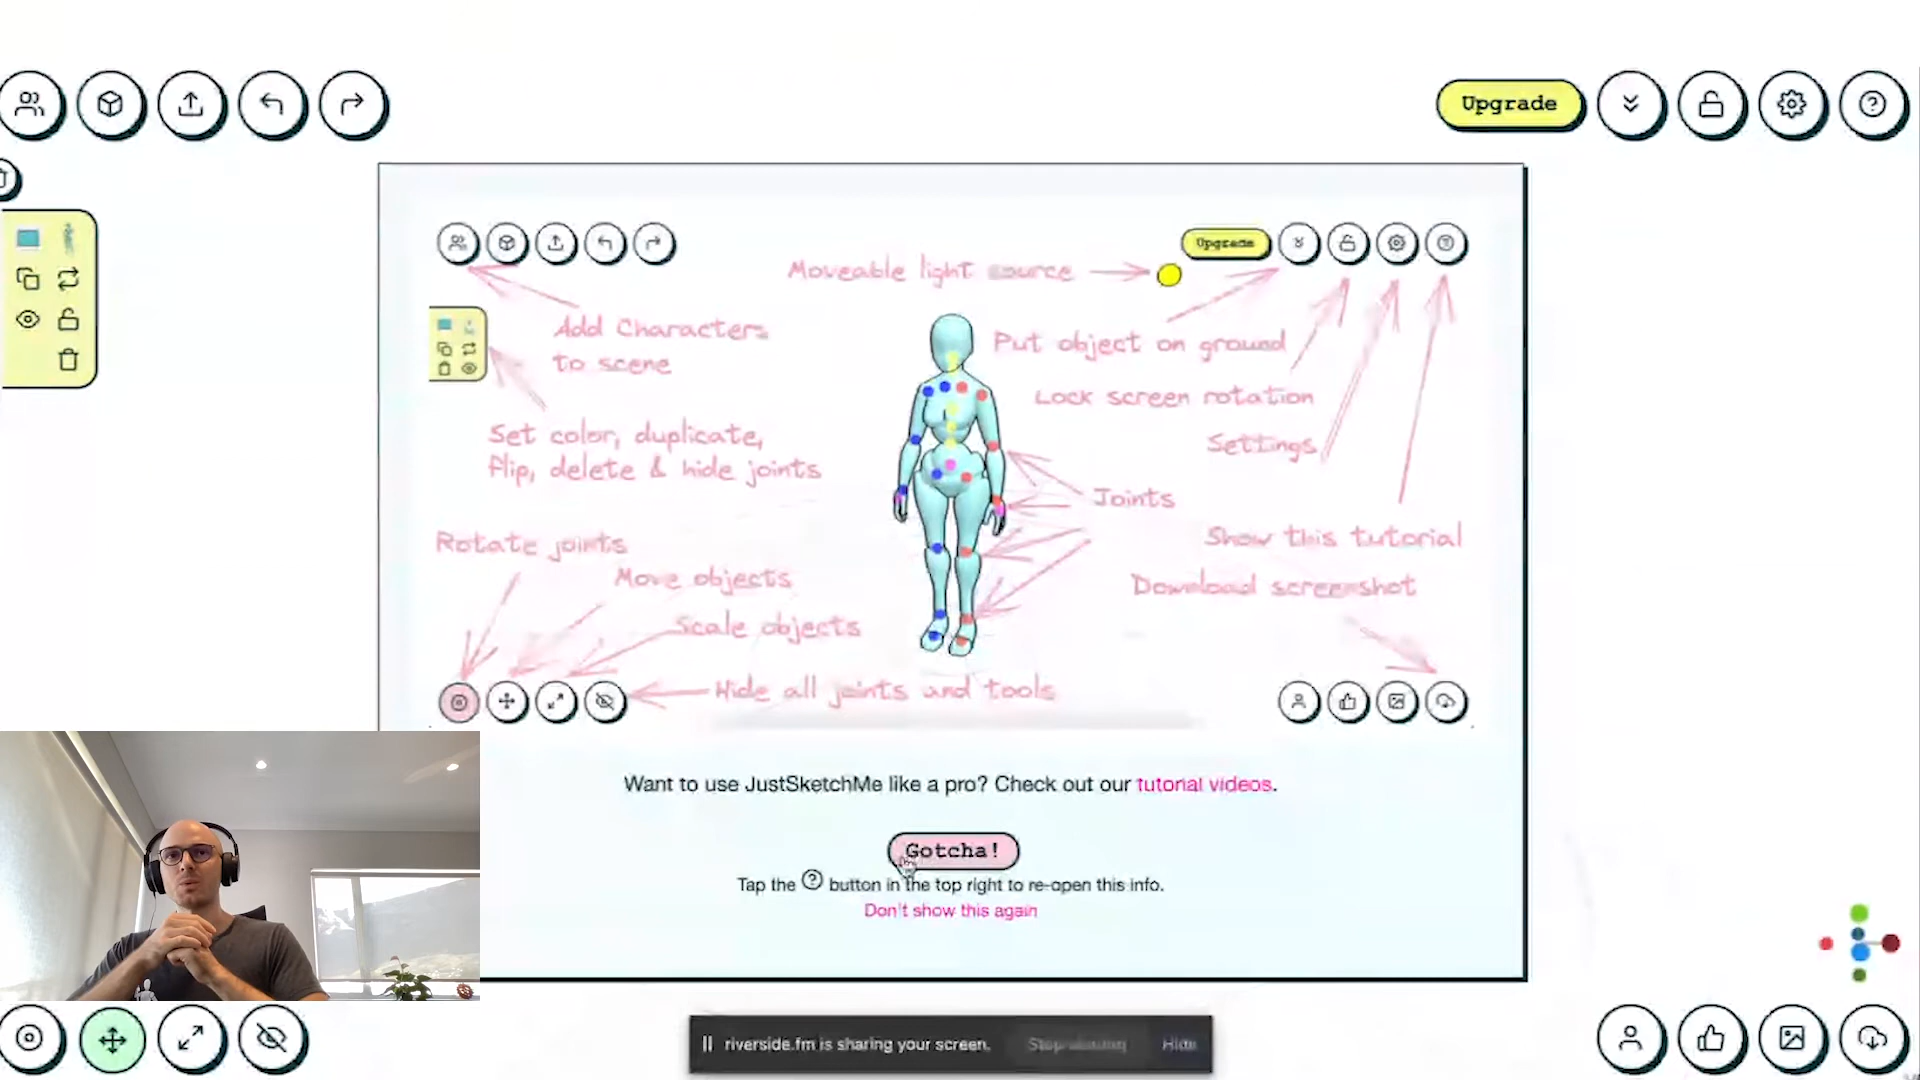 Upgrade
Upgrade
Moveable light source
Add Characters
to scene
Put object on ground
Lock screen rotation
Set color, duplicate,
flip, delete & hide joints
Settings
Joints
Rotate joints
Show this tutorial
Move objects
Download screenshot
Scale objects
Hide all joints and tools
Want to use JustSketchMe like a pro? Check out our tutorial videos.
Gotcha!
Tap the ? button in the top right to re-open this info.
Don't show this again
riverside.fm is sharing your screen.
Stop sharing
Hide